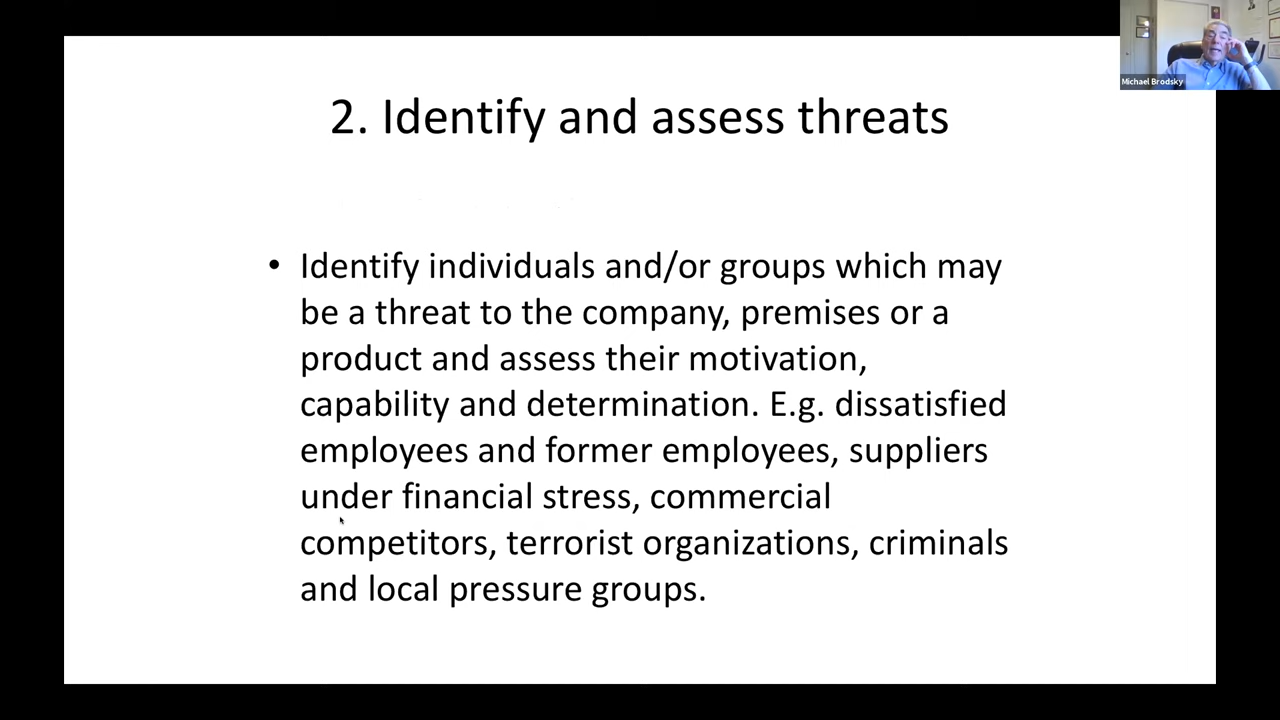 2. Identify and assess threats
• Identify individuals and/or groups which may
be a threat to the company, premises or a
product and assess their motivation,
capability and determination. E.g. dissatisfied
employees and former employees, suppliers
under financial stress, commercial
competitors, terrorist organizations, criminals
and local pressure groups.
Michael Brodsky